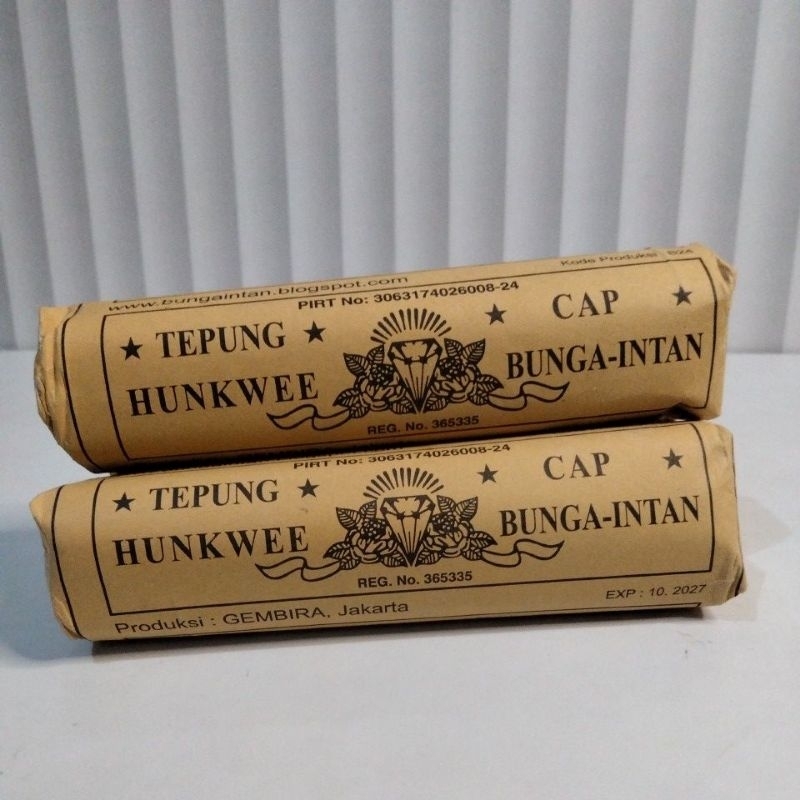 www.bungaintan.blogspot.com
Kode Produksi : B24
PIRT No: 3063174026008-24
★ TEPUNG ★ ★ CAP ★
HUNKWEE BUNGA-INTAN
REG. No. 365335
PIRT No: 3063174026008-24
★ TEPUNG ★ ★ CAP ★
HUNKWEE BUNGA-INTAN
REG. No. 365335
Produksi : GEMBIRA, Jakarta
EXP : 10. 2027